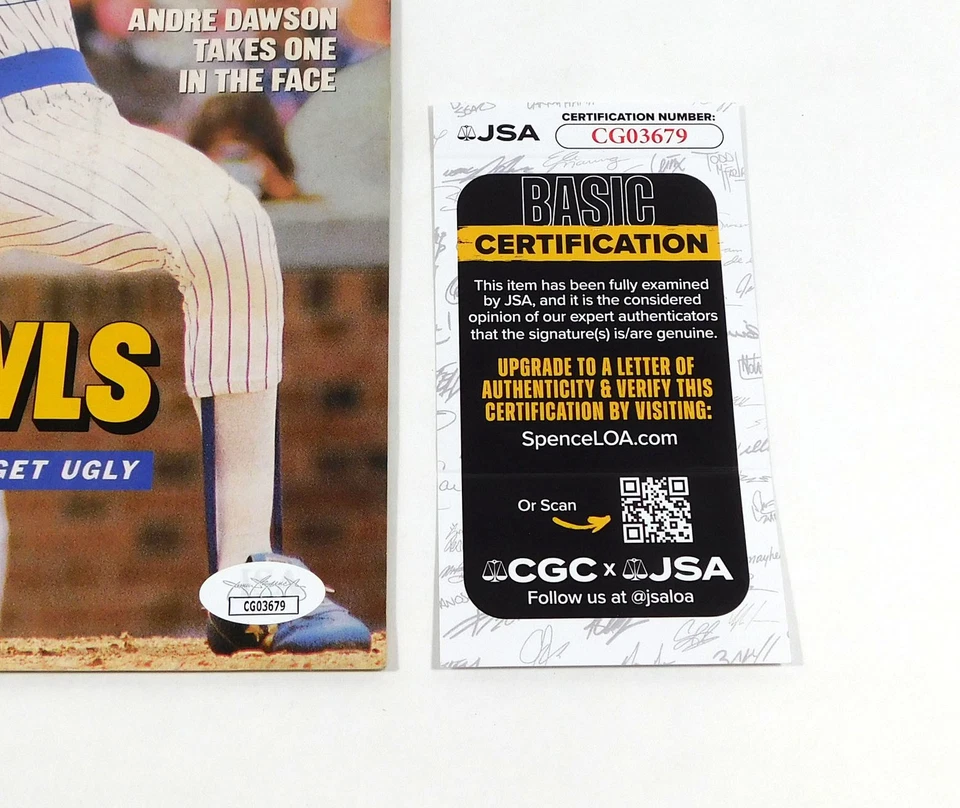 ANDRE DAWSON
TAKES ONE
IN THE FACE
WLS
GET UGLY
CG03679
JSA
CERTIFICATION NUMBER:
CG03679
BASIC
CERTIFICATION
This item has been fully examined
by JSA, and it is the considered
opinion of our expert authenticators
that the signature(s) is/are genuine.
UPGRADE TO A LETTER OF
AUTHENTICITY & VERIFY THIS
CERTIFICATION BY VISITING:
SpenceLOA.com
Or Scan
CGC x JSA
Follow us at @jsaloa